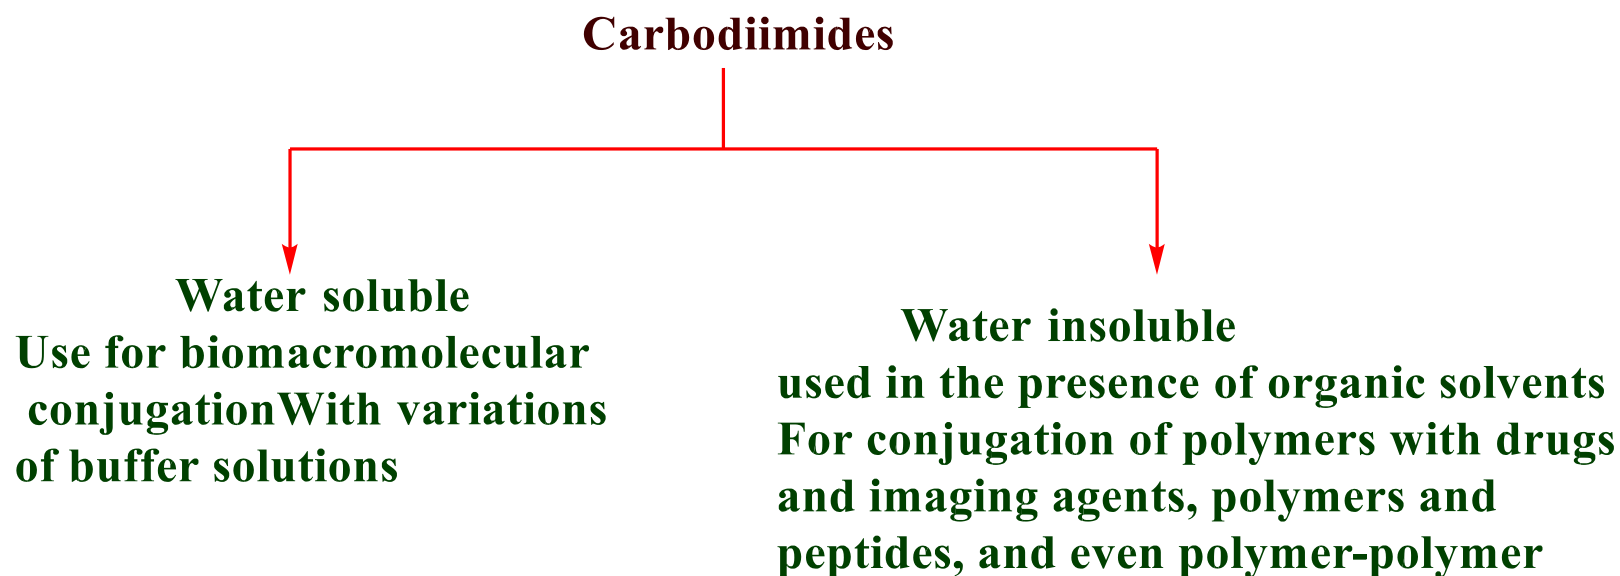 Carbodiimides
Water soluble
Use for biomacromolecular
conjugationWith variations
of buffer solutions
Water insoluble
used in the presence of organic solvents
For conjugation of polymers with drugs
and imaging agents, polymers and
peptides, and even polymer-polymer